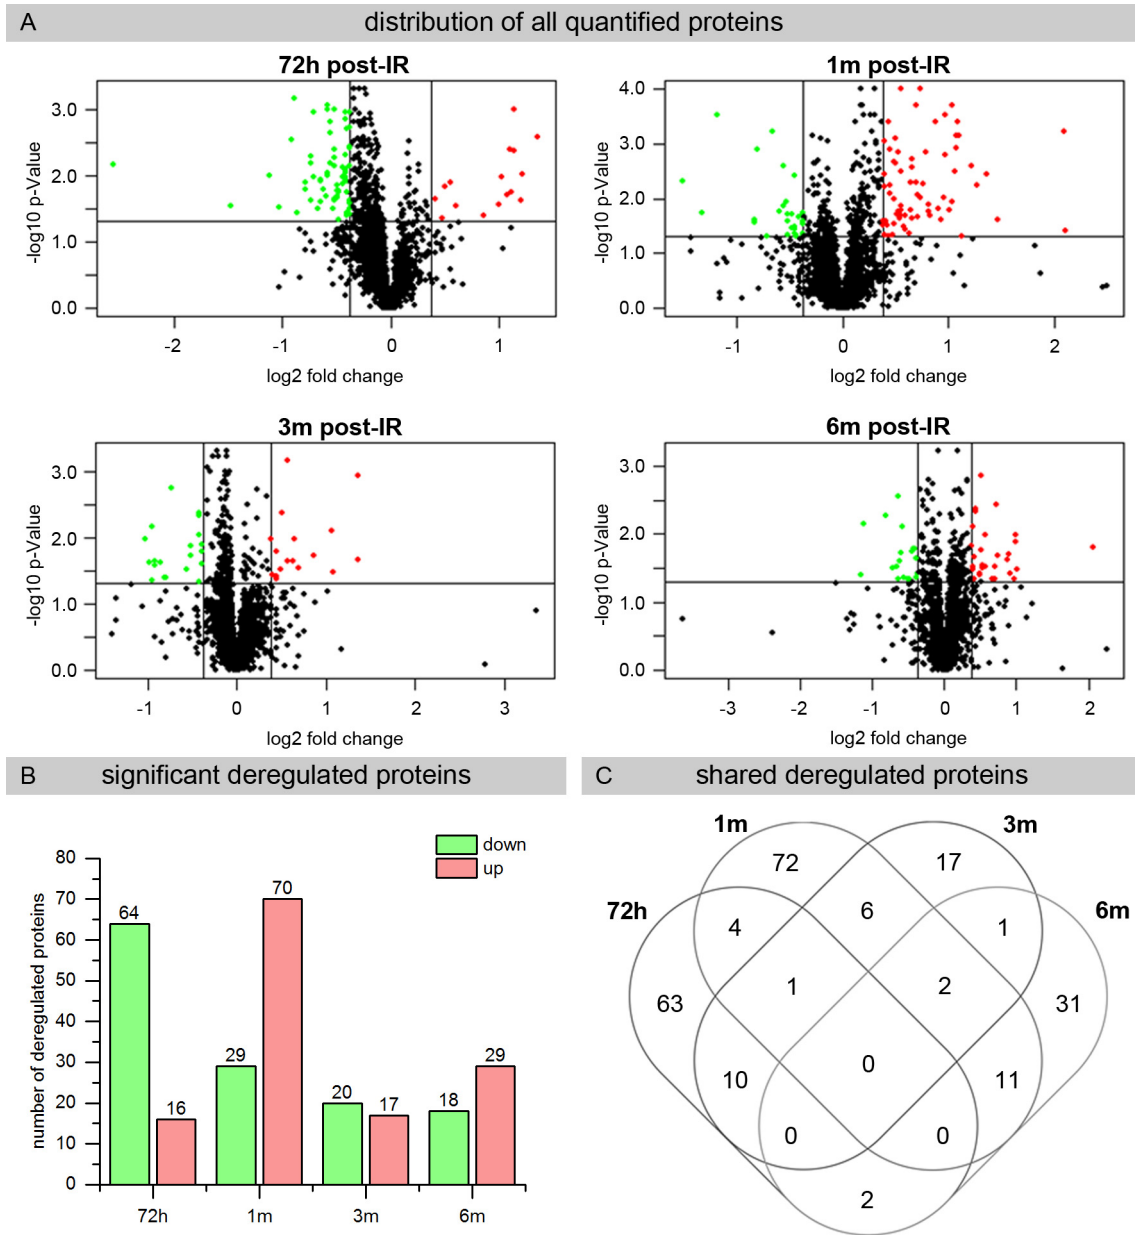 A distribution of all quantified proteins
72h post-IR
-log10 p-Value
3.0
2.0
1.0
0.0
-2 -1 0 1
log2 fold change
1m post-IR
-log10 p-Value
4.0
3.0
2.0
1.0
0.0
-1 0 1 2
log2 fold change
3m post-IR
-log10 p-Value
3.0
2.0
1.0
0.0
-1 0 1 2 3
log2 fold change
6m post-IR
-log10 p-Value
3.0
2.0
1.0
0.0
-3 -2 -1 0 1 2
log2 fold change
B significant deregulated proteins
down
up
number of deregulated proteins
80
70
60
50
40
30
20
10
0
64 16 29 70 20 17 18 29
72h 1m 3m 6m
C shared deregulated proteins
1m 3m
72h 6m
72 17
4 6 1
63 1 2 31
10 0 11
0 0
2